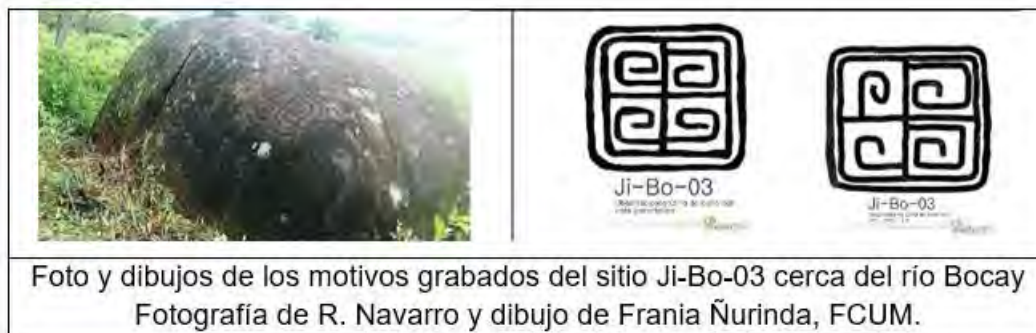 Ji-Bo-03
Ji-Bo-03
Foto y dibujos de los motivos grabados del sitio Ji-Bo-03 cerca del río Bocay
Fotografía de R. Navarro y dibujo de Frania Ñurinda, FCUM.